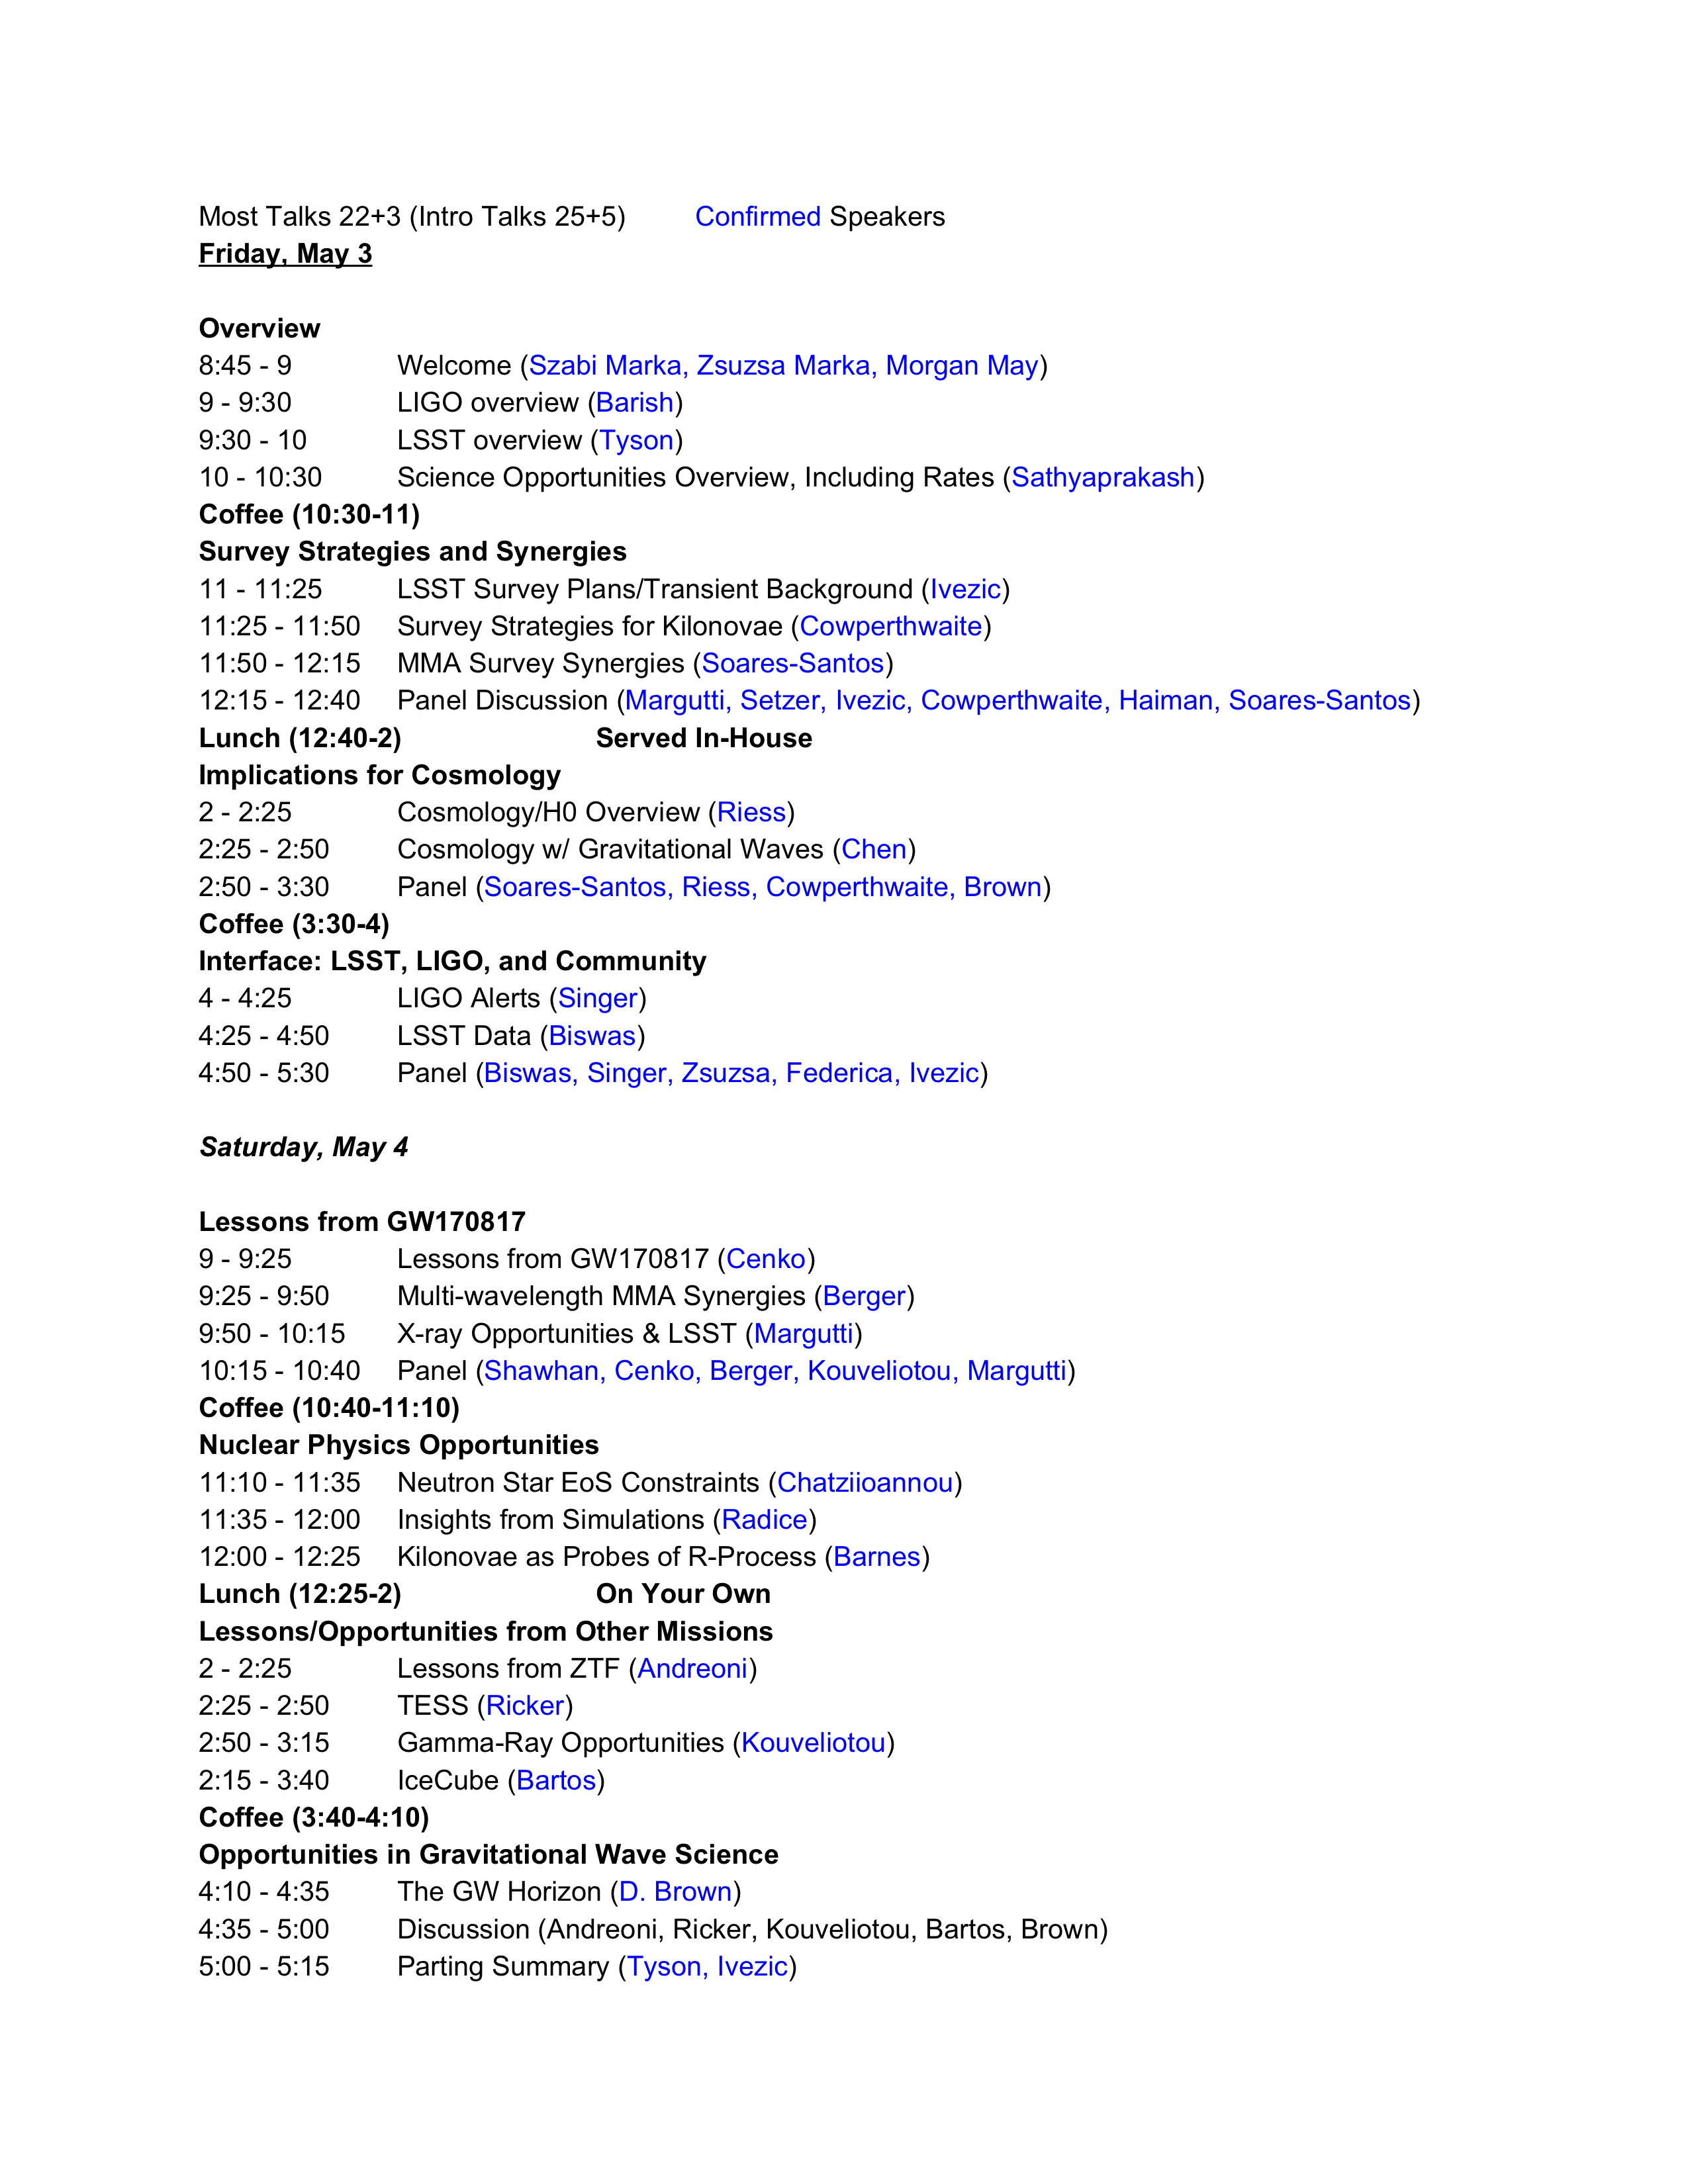 Most Talks 22+3 (Intro Talks 25+5) Confirmed Speakers
Friday, May 3
Overview
8:45 - 9 Welcome (Szabi Marka, Zsuzsa Marka, Morgan May)
9 - 9:30 LIGO overview (Barish)
9:30 - 10 LSST overview (Tyson)
10 - 10:30 Science Opportunities Overview, Including Rates (Sathyaprakash)
Coffee (10:30-11)
Survey Strategies and Synergies
11 - 11:25 LSST Survey Plans/Transient Background (Ivezic)
11:25 - 11:50 Survey Strategies for Kilonovae (Cowperthwaite)
11:50 - 12:15 MMA Survey Synergies (Soares-Santos)
12:15 - 12:40 Panel Discussion (Margutti, Setzer, Ivezic, Cowperthwaite, Haiman, Soares-Santos)
Lunch (12:40-2) Served In-House
Implications for Cosmology
2 - 2:25 Cosmology/H0 Overview (Riess)
2:25 - 2:50 Cosmology w/ Gravitational Waves (Chen)
2:50 - 3:30 Panel (Soares-Santos, Riess, Cowperthwaite, Brown)
Coffee (3:30-4)
Interface: LSST, LIGO, and Community
4 - 4:25 LIGO Alerts (Singer)
4:25 - 4:50 LSST Data (Biswas)
4:50 - 5:30 Panel (Biswas, Singer, Zsuzsa, Federica, Ivezic)
Saturday, May 4
Lessons from GW170817
9 - 9:25 Lessons from GW170817 (Cenko)
9:25 - 9:50 Multi-wavelength MMA Synergies (Berger)
9:50 - 10:15 X-ray Opportunities & LSST (Margutti)
10:15 - 10:40 Panel (Shawhan, Cenko, Berger, Kouveliotou, Margutti)
Coffee (10:40-11:10)
Nuclear Physics Opportunities
11:10 - 11:35 Neutron Star EoS Constraints (Chatziioannou)
11:35 - 12:00 Insights from Simulations (Radice)
12:00 - 12:25 Kilonovae as Probes of R-Process (Barnes)
Lunch (12:25-2) On Your Own
Lessons/Opportunities from Other Missions
2 - 2:25 Lessons from ZTF (Andreoni)
2:25 - 2:50 TESS (Ricker)
2:50 - 3:15 Gamma-Ray Opportunities (Kouveliotou)
2:15 - 3:40 IceCube (Bartos)
Coffee (3:40-4:10)
Opportunities in Gravitational Wave Science
4:10 - 4:35 The GW Horizon (D. Brown)
4:35 - 5:00 Discussion (Andreoni, Ricker, Kouveliotou, Bartos, Brown)
5:00 - 5:15 Parting Summary (Tyson, Ivezic)